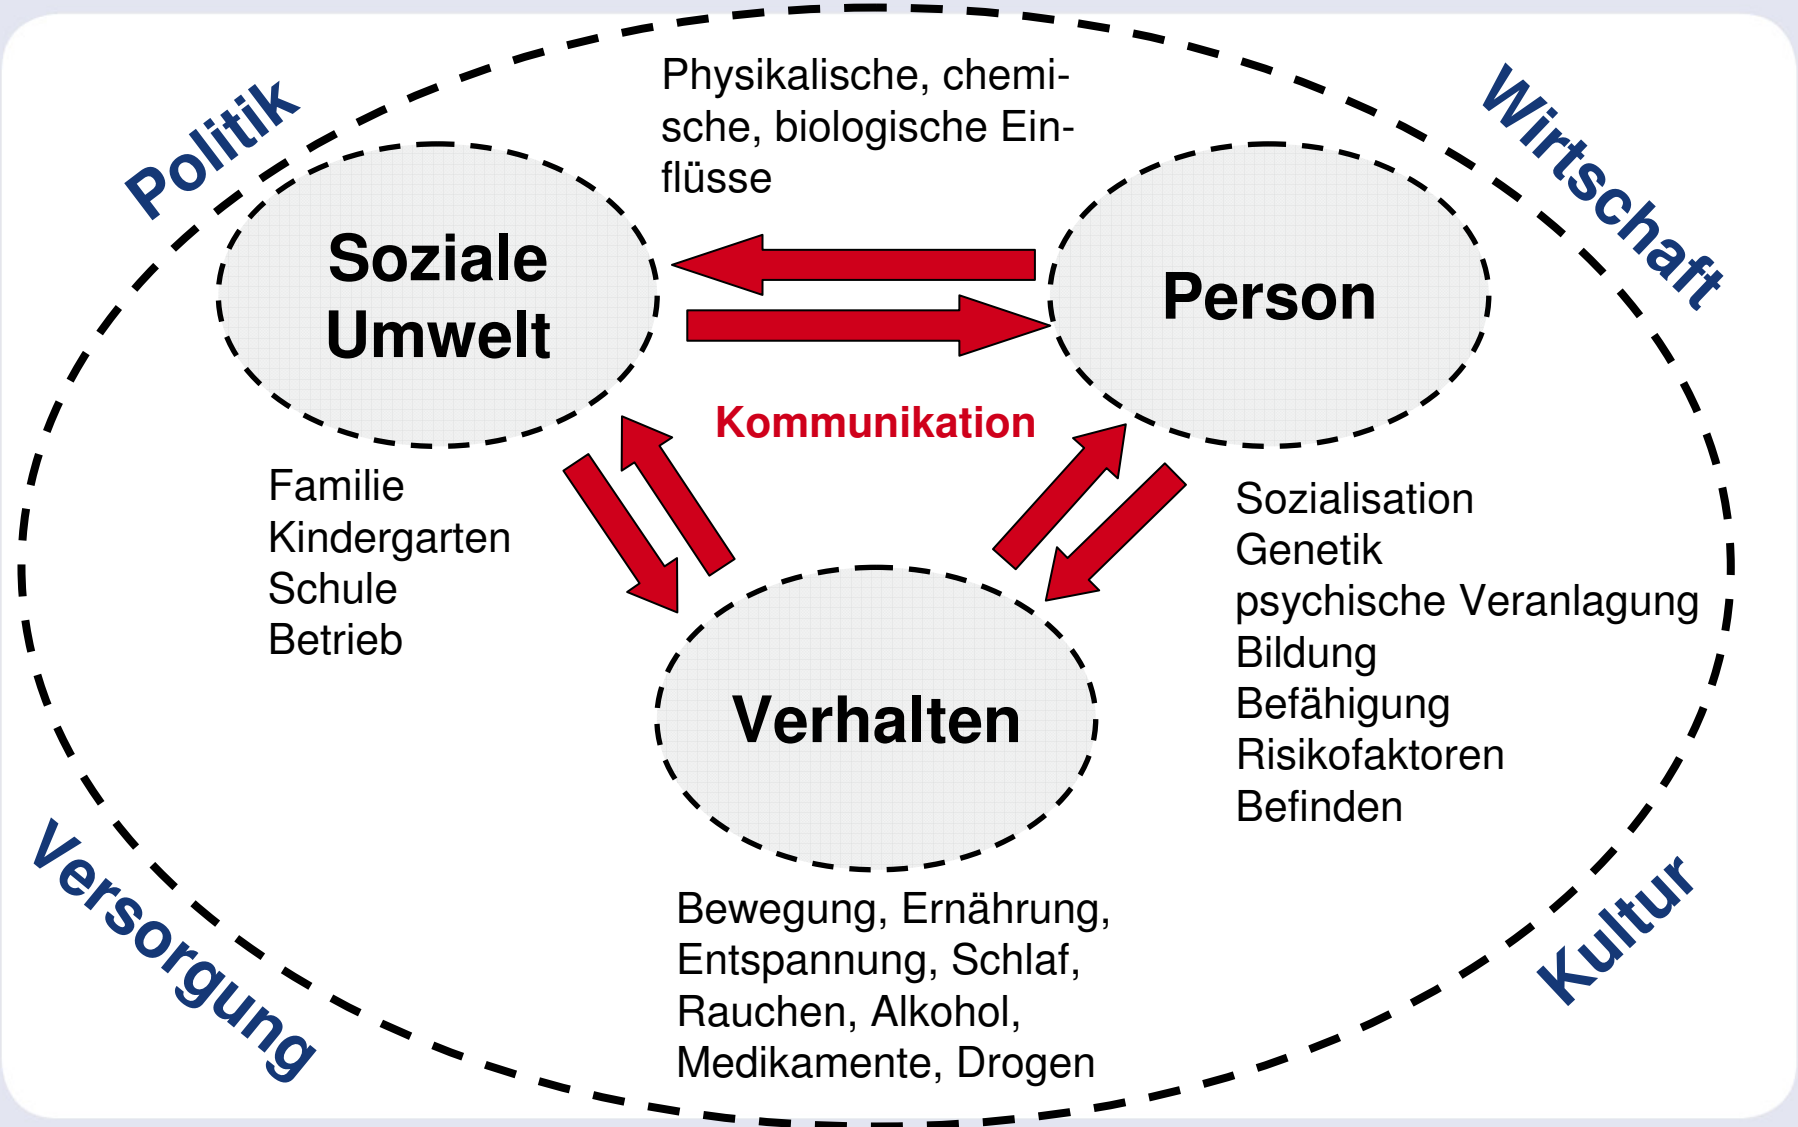 Politik
Physikalische, chemi-
sche, biologische Ein-
flüsse
Wirtschaft
Soziale
Umwelt
Person
Kommunikation
Familie
Kindergarten
Schule
Betrieb
Sozialisation
Genetik
psychische Veranlagung
Bildung
Befähigung
Risikofaktoren
Befinden
Verhalten
Versorgung
Bewegung, Ernährung,
Entspannung, Schlaf,
Rauchen, Alkohol,
Medikamente, Drogen
Kultur